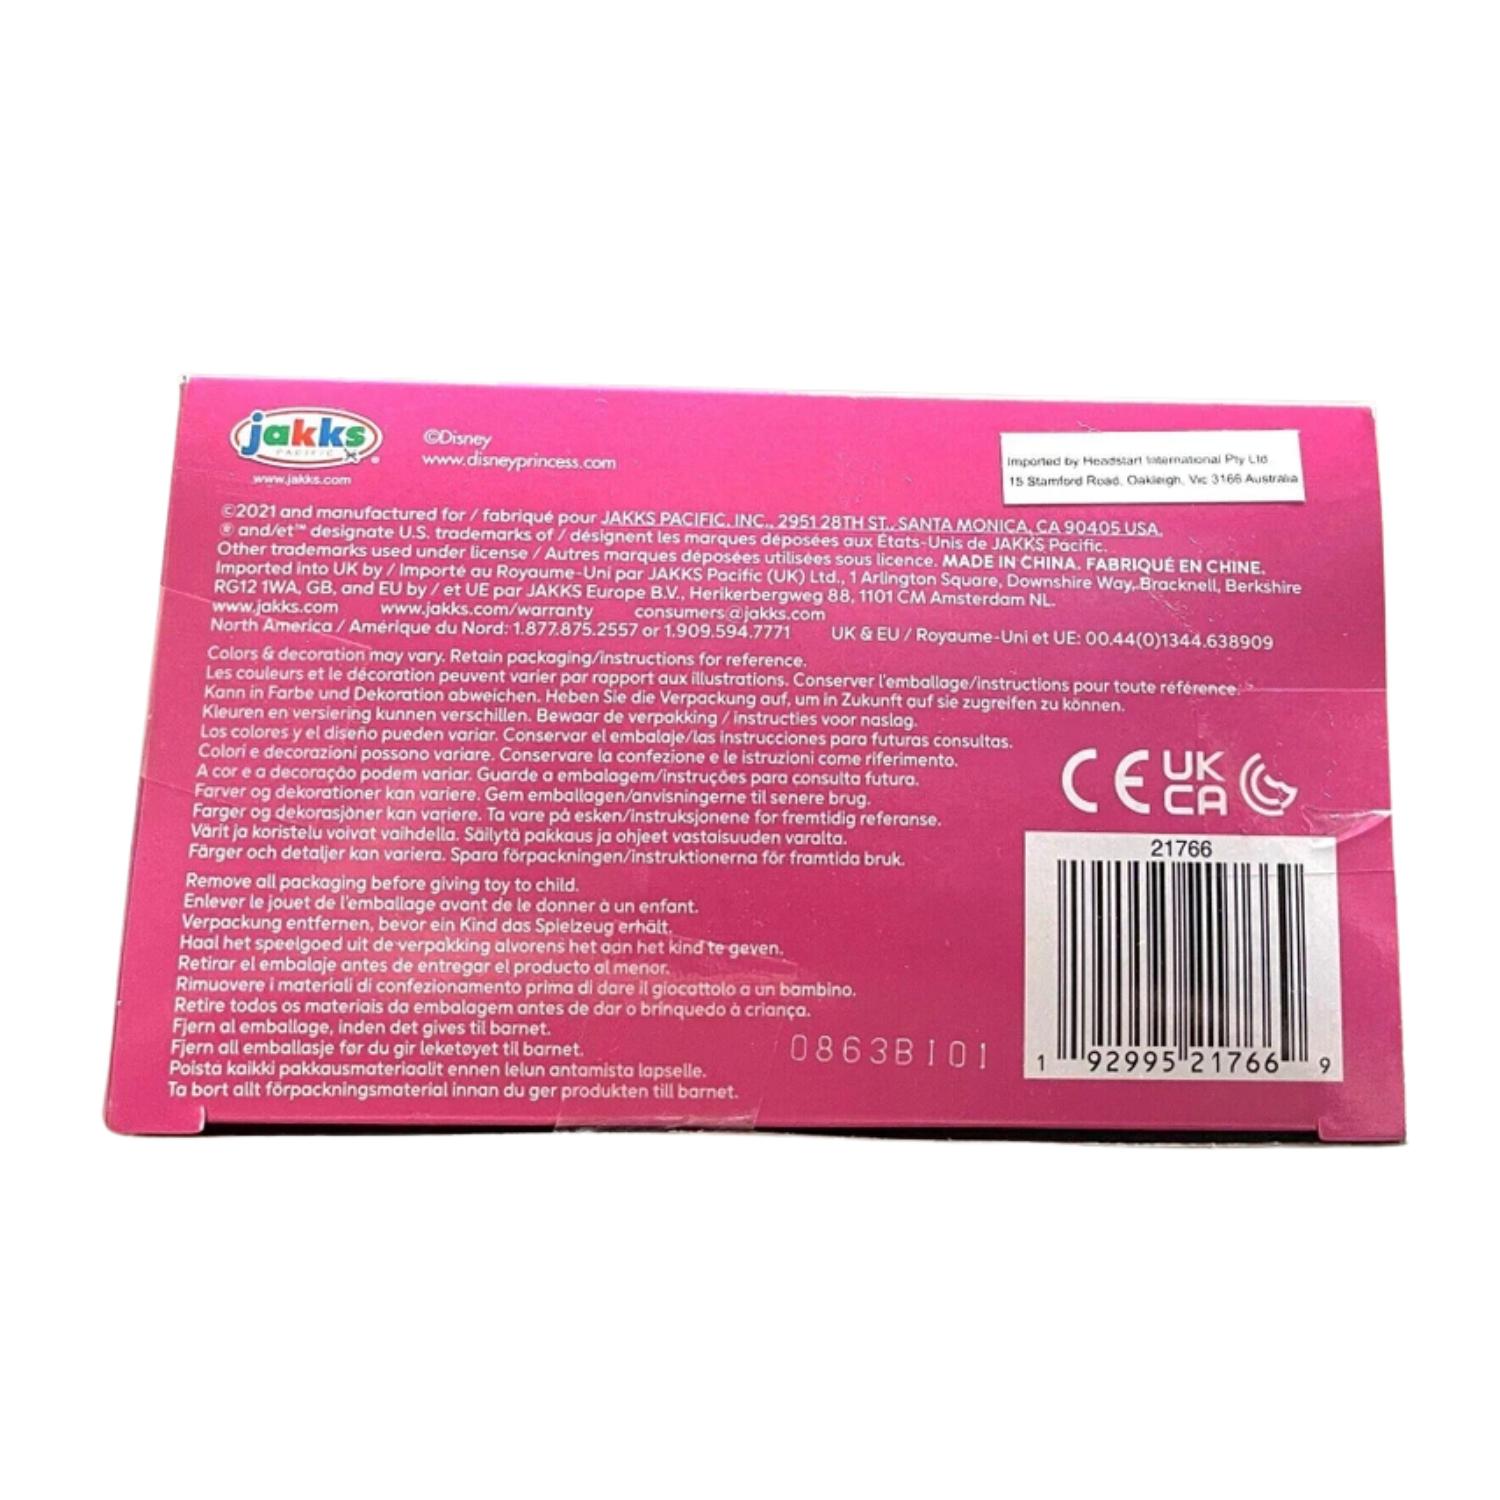 jakks
PACIFIC
www.jakks.com
©Disney
www.disneyprincess.com
Imported by Headstart International Pty Ltd
15 Stamford Road, Oakleigh, Vic 3166 Australia
©2021 and manufactured for / fabriqué pour JAKKS PACIFIC, INC., 2951 28TH ST., SANTA MONICA, CA 90405 USA.
® and/et™ designate U.S. trademarks of / désignent les marques déposées aux États-Unis de JAKKS Pacific.
Other trademarks used under license / Autres marques déposées utilisées sous licence. MADE IN CHINA. FABRIQUÉ EN CHINE.
Imported into UK by / Importé au Royaume-Uni par JAKKS Pacific (UK) Ltd., 1 Arlington Square, Downshire Way, Bracknell, Berkshire
RG12 1WA, GB, and EU by / et UE par JAKKS Europe B.V., Herikerbergweg 88, 1101 CM Amsterdam NL.
www.jakks.com www.jakks.com/warranty consumers@jakks.com
North America / Amérique du Nord: 1.877.875.2557 or 1.909.594.7771 UK & EU / Royaume-Uni et UE: 00.44(0)1344.638909
Colors & decoration may vary. Retain packaging/instructions for reference.
Les couleurs et le décoration peuvent varier par rapport aux illustrations. Conserver l'emballage/instructions pour toute référence.
Kann in Farbe und Dekoration abweichen. Heben Sie die Verpackung auf, um in Zukunft auf sie zugreifen zu können.
Kleuren en versiering kunnen verschillen. Bewaar de verpakking / instructies voor naslag.
Los colores y el diseño pueden variar. Conservar el embalaje/las instrucciones para futuras consultas.
Colori e decorazioni possono variare. Conservare la confezione e le istruzioni come riferimento.
A cor e a decoração podem variar. Guarde a embalagem/instruções para consulta futura.
Farver og dekorationer kan variere. Gem emballagen/anvisningerne til senere brug.
Farger og dekorasjoner kan variere. Ta vare på esken/instruksjonene for fremtidig referanse.
Värit ja koristelu voivat vaihdella. Säilytä pakkaus ja ohjeet vastaisuuden varalta.
Färger och detaljer kan variera. Spara förpackningen/instruktionerna för framtida bruk.
CE UK
CA
Remove all packaging before giving toy to child.
Enlever le jouet de l'emballage avant de le donner à un enfant.
Verpackung entfernen, bevor ein Kind das Spielzeug erhält.
Haal het speelgoed uit de verpakking alvorens het aan het kind te geven.
Retirar el embalaje antes de entregar el producto al menor.
Rimuovere i materiali di confezionamento prima di dare il giocattolo a un bambino.
Retire todos os materiais da embalagem antes de dar o brinquedo à criança.
Fjern al emballage, inden det gives til barnet.
Fjern all emballasje før du gir leketøyet til barnet.
Poista kaikki pakkausmateriaalit ennen lelun antamista lapselle.
Ta bort allt förpackningsmaterial innan du ger produkten till barnet.
0863B101
21766
1 92995 21766 9